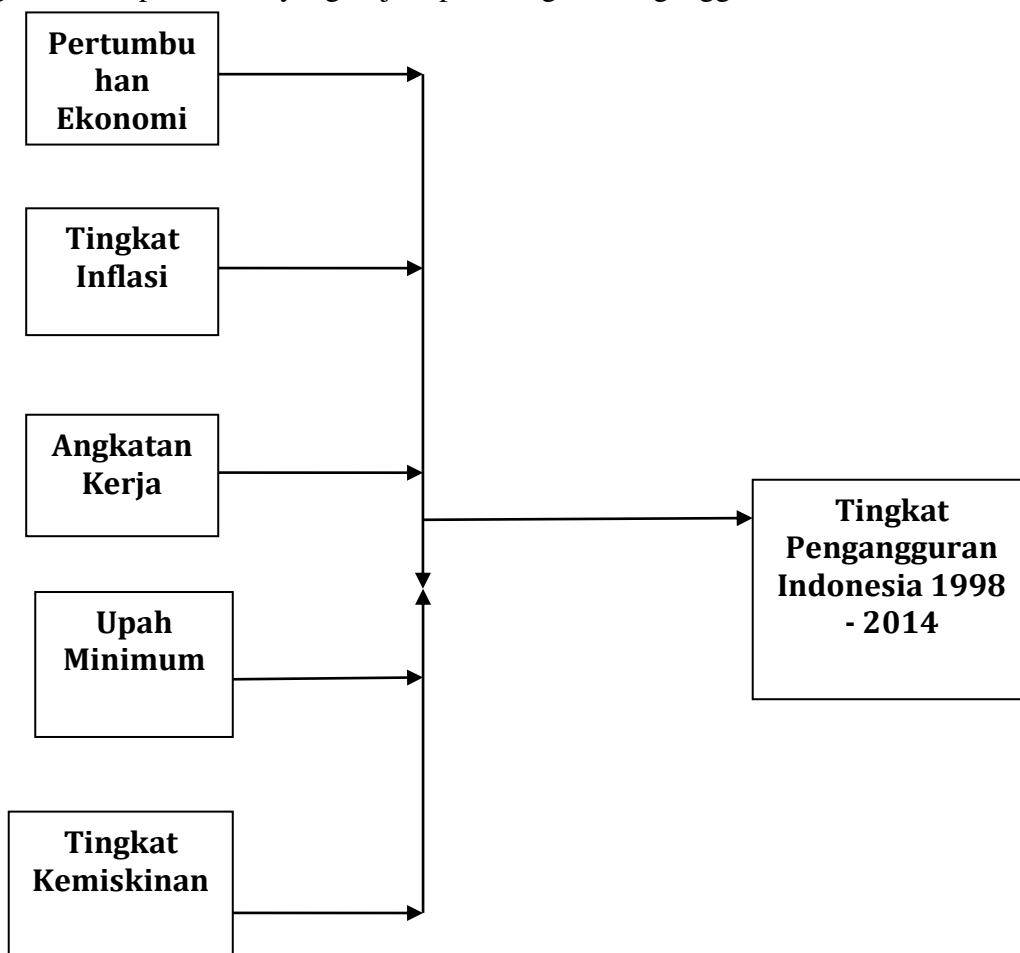 Pertumbu
han
Ekonomi
Tingkat
Inflasi
Angkatan
Kerja
Tingkat
Pengangguran
Indonesia 1998
- 2014
Upah
Minimum
Tingkat
Kemiskinan